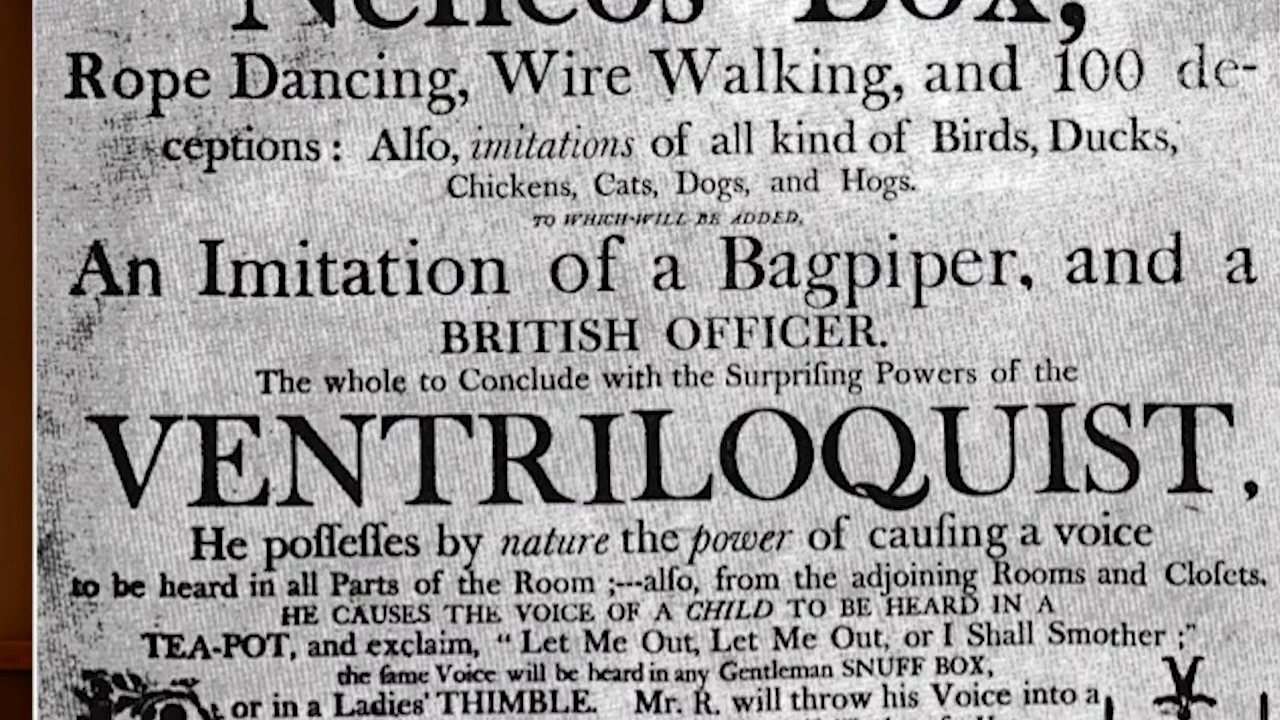 Box,
Rope Dancing, Wire Walking, and 100 de-
ceptions : Alſo, imitations of all kind of Birds, Ducks,
Chickens, Cats, Dogs, and Hogs.
TO WHICH WILL BE ADDED,
An Imitation of a Bagpiper, and a
BRITISH OFFICER.
The whole to Conclude with the Surpriſing Powers of the
VENTRILOQUIST,
He poſſeſſes by nature the power of cauſing a voice
to be heard in all Parts of the Room ;---alſo, from the adjoining Rooms and Cloſets.
HE CAUSES THE VOICE OF A CHILD TO BE HEARD IN A
TEA-POT, and exclaim, “ Let Me Out, Let Me Out, or I Shall Smother ;”
the ſame Voice will be heard in any Gentleman SNUFF BOX,
or in a Ladies' THIMBLE. Mr. R. will throw his Voice into a